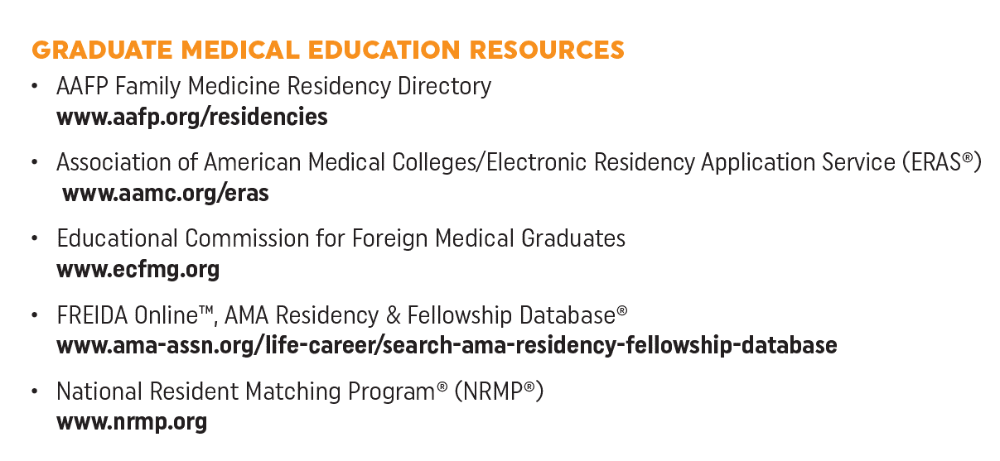 GRADUATE MEDICAL EDUCATION RESOURCES
• AAFP Family Medicine Residency Directory
www.aafp.org/residencies
• Association of American Medical Colleges/Electronic Residency Application Service (ERAS®)
www.aamc.org/eras
• Educational Commission for Foreign Medical Graduates
www.ecfmg.org
• FREIDA Online™, AMA Residency & Fellowship Database®
www.ama-assn.org/life-career/search-ama-residency-fellowship-database
• National Resident Matching Program® (NRMP®)
www.nrmp.org